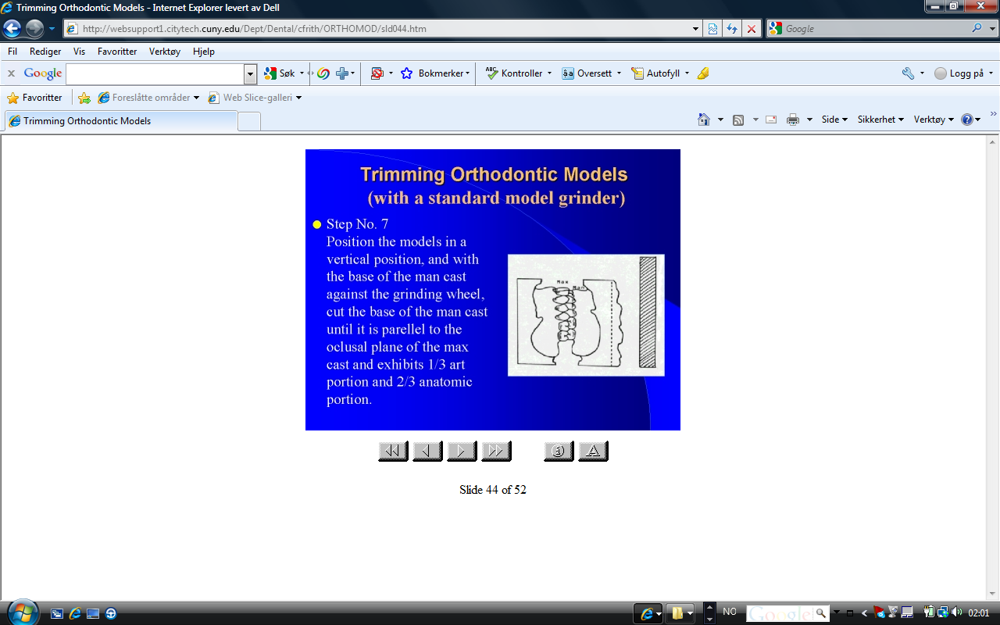 Trimming Orthodontic Models - Internet Explorer levert av Dell
http://websupport1.citytech.cuny.edu/Dept/Dental/cfrith/ORTHOMOD/sld044.htm
Google
Fil Rediger Vis Favoritter Verktøy Hjelp
x Google Søk Bokmerker ABC Kontroller âä Oversett Autofyll Logg på
Favoritter Foreslåtte områder Web Slice-galleri
Trimming Orthodontic Models
Side Sikkerhet Verktøy
Trimming Orthodontic Models
(with a standard model grinder)
Step No. 7
Position the models in a
vertical position, and with
the base of the man cast
against the grinding wheel,
cut the base of the man cast
until it is parellel to the
oclusal plane of the max
cast and exhibits 1/3 art
portion and 2/3 anatomic
portion.
Max
Man
Slide 44 of 52
NO
Google
02:01